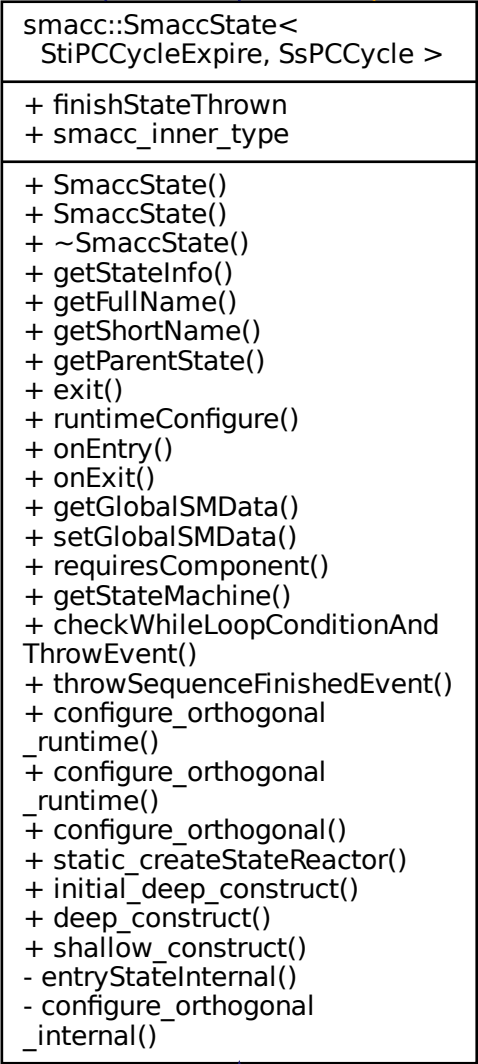 smacc::SmaccState<
StiPCCycleExpire, SsPCCycle >
+ finishStateThrown
+ smacc_inner_type
+ SmaccState()
+ SmaccState()
+ ~SmaccState()
+ getStateInfo()
+ getFullName()
+ getShortName()
+ getParentState()
+ exit()
+ runtimeConfigure()
+ onEntry()
+ onExit()
+ getGlobalSMData()
+ setGlobalSMData()
+ requiresComponent()
+ getStateMachine()
+ checkWhileLoopConditionAnd
ThrowEvent()
+ throwSequenceFinishedEvent()
+ configure_orthogonal
_runtime()
+ configure_orthogonal
_runtime()
+ configure_orthogonal()
+ static_createStateReactor()
+ initial_deep_construct()
+ deep_construct()
+ shallow_construct()
- entryStateInternal()
- configure_orthogonal
_internal()